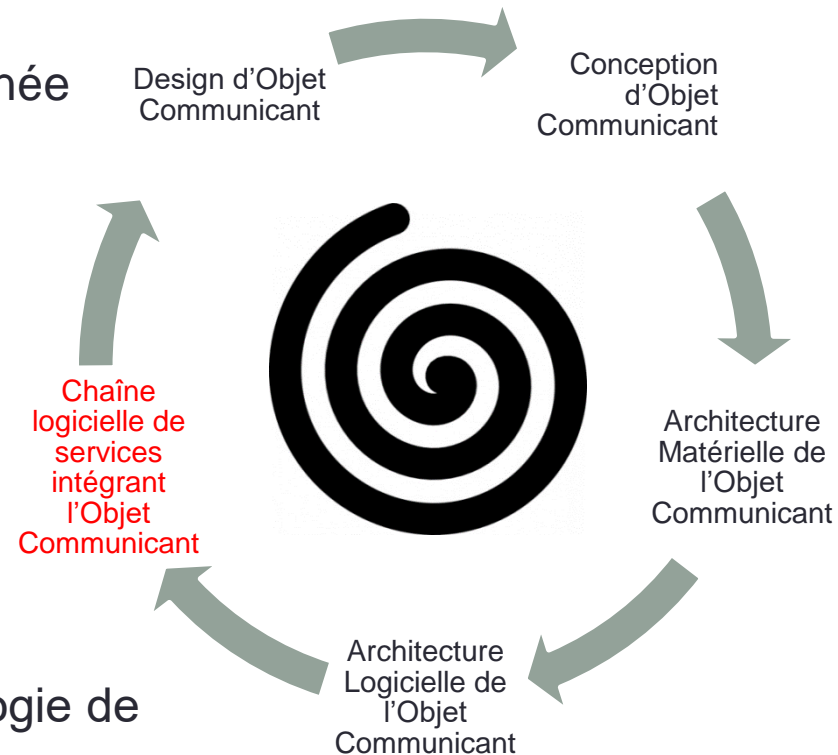 née
Design d’Objet
Communicant
Conception
d’Objet
Communicant
Architecture
Matérielle de
l’Objet
Communicant
Architecture
Logicielle de
l’Objet
Communicant
Chaîne
logicielle de
services
intégrant
l’Objet
Communicant
ogie de